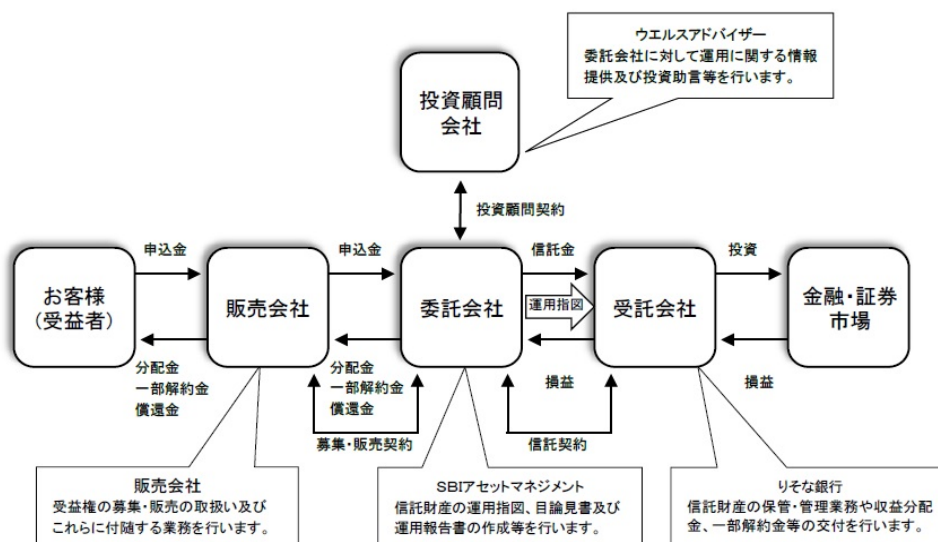 ウエルスアドバイザー
委託会社に対して運用に関する情報
提供及び投資助言等を行います。
投資顧問
会社
投資顧問契約
申込金
申込金
信託金
投資
お客様
（受益者）
販売会社
委託会社
運用指図
受託会社
金融・証券
市場
分配金
一部解約金
償還金
分配金
一部解約金
償還金
損益
損益
募集・販売契約
信託契約
販売会社
受益権の募集・販売の取扱い及び
これらに付随する業務を行います。
SBIアセットマネジメント
信託財産の運用指図、目論見書及び
運用報告書の作成等を行います。
りそな銀行
信託財産の保管・管理業務や収益分配
金、一部解約金等の交付を行います。